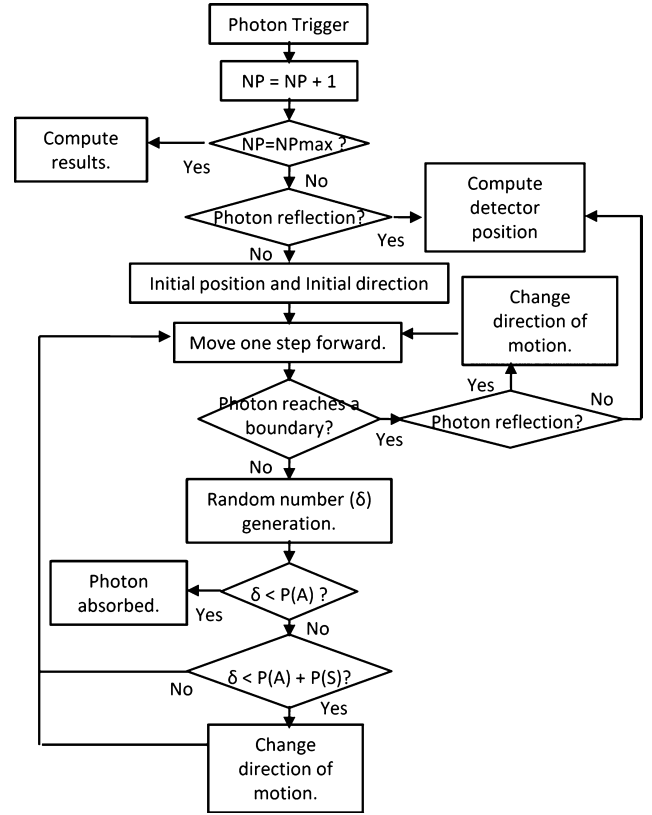 Photon Trigger
NP = NP + 1
NP=NPmax ?
Yes
Compute
results.
No
Photon reflection?
Yes
Compute
detector
position
No
Initial position and Initial direction
Move one step forward.
Change
direction of
motion.
Photon reaches a
boundary?
Yes
Photon reflection?
Yes
No
No
Random number (δ)
generation.
δ < P(A) ?
Yes
Photon
absorbed.
No
δ < P(A) + P(S)?
No
Yes
Change
direction of
motion.